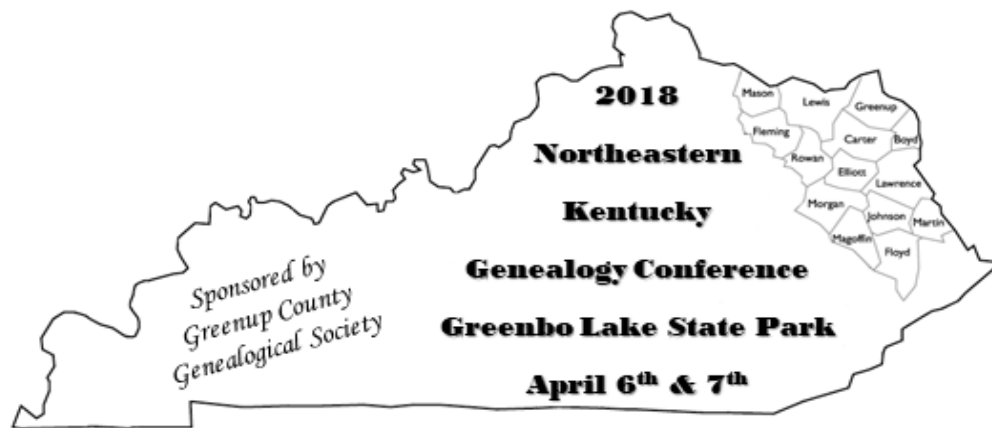 2018
Northeastern
Kentucky
Genealogy Conference
Greenbo Lake State Park
April 6th & 7th
Sponsored by
Greenup County
Genealogical Society
Mason
Lewis
Greenup
Fleming
Carter
Boyd
Rowan
Elliott
Lawrence
Morgan
Johnson
Martin
Magoffin
Floyd